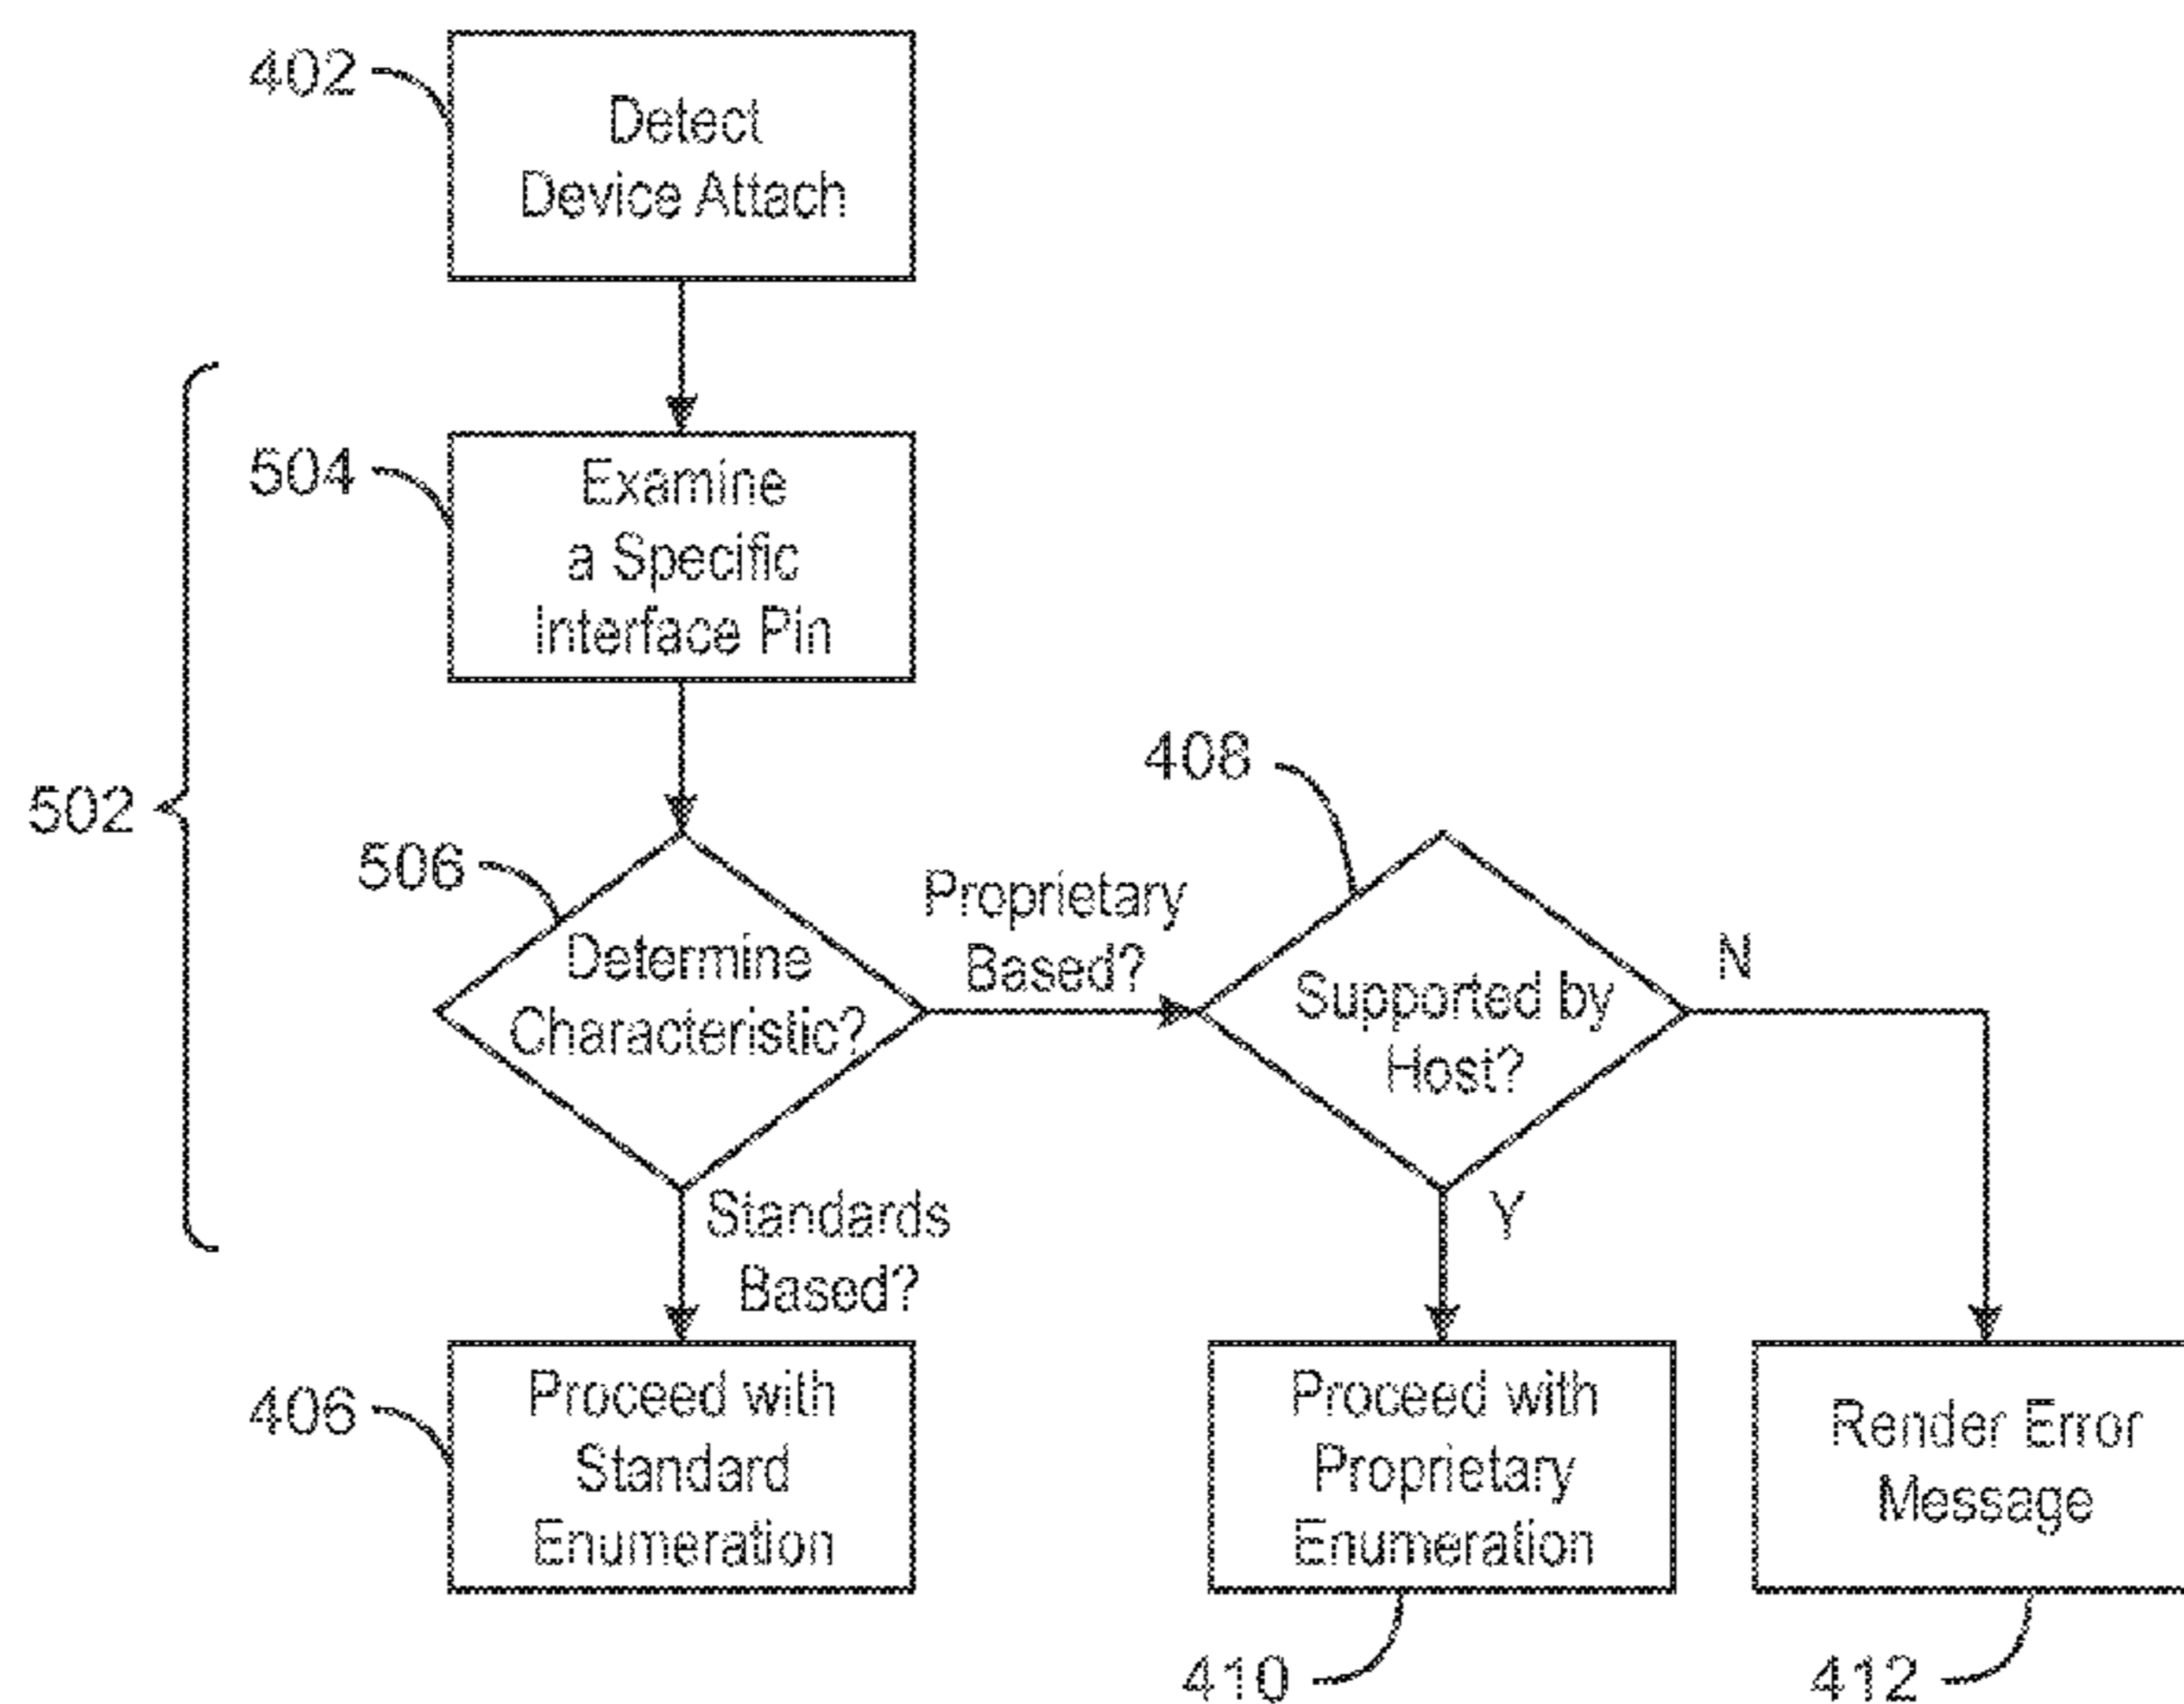 402
Detect
Device Attach
504
Examine
a Specific
Interface Pin
502
506
Determine
Characteristic?
Proprietary
Based?
408
Supported by
Host?
N
Standards
Based?
Y
406
Proceed with
Standard
Enumeration
Proceed with
Proprietary
Enumeration
Render Error
Message
410
412